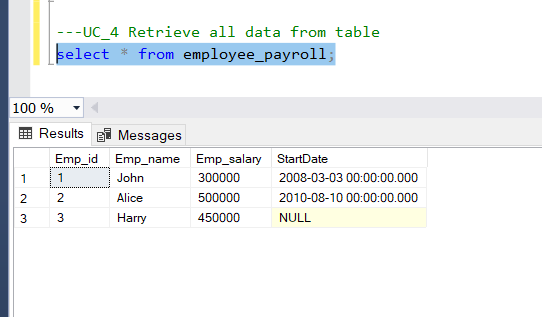 ---UC_4 Retrieve all data from table
select * from employee_payroll;
100 %
Results Messages
Emp_id Emp_name Emp_salary StartDate
1 1 John 300000 2008-03-03 00:00:00.000
2 2 Alice 500000 2010-08-10 00:00:00.000
3 3 Harry 450000 NULL